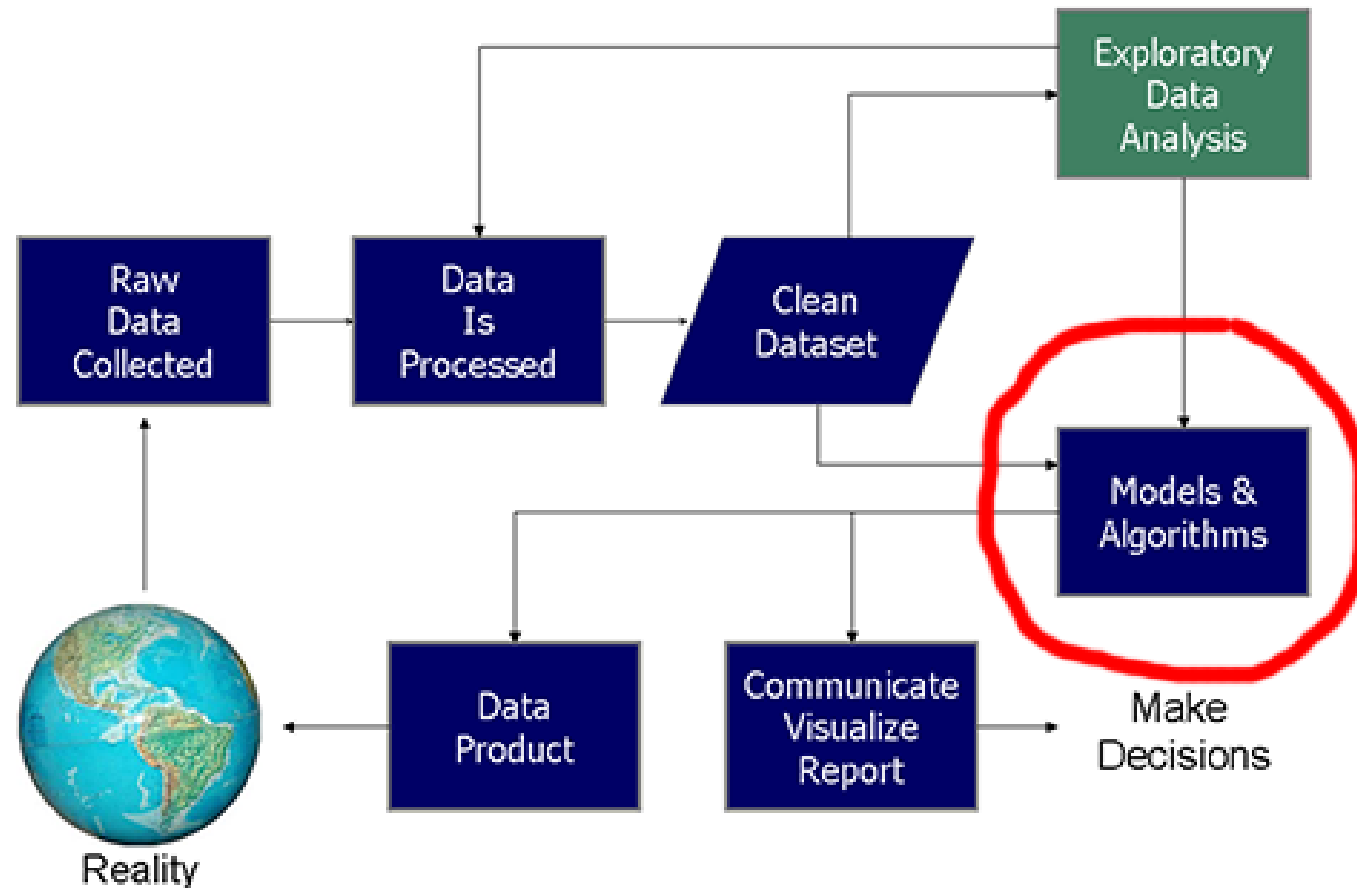 Exploratory
Data
Analysis
Raw
Data
Collected
Data
Is
Processed
Clean
Dataset
Models &
Algorithms
Data
Product
Communicate
Visualize
Report
Make
Decisions
Reality